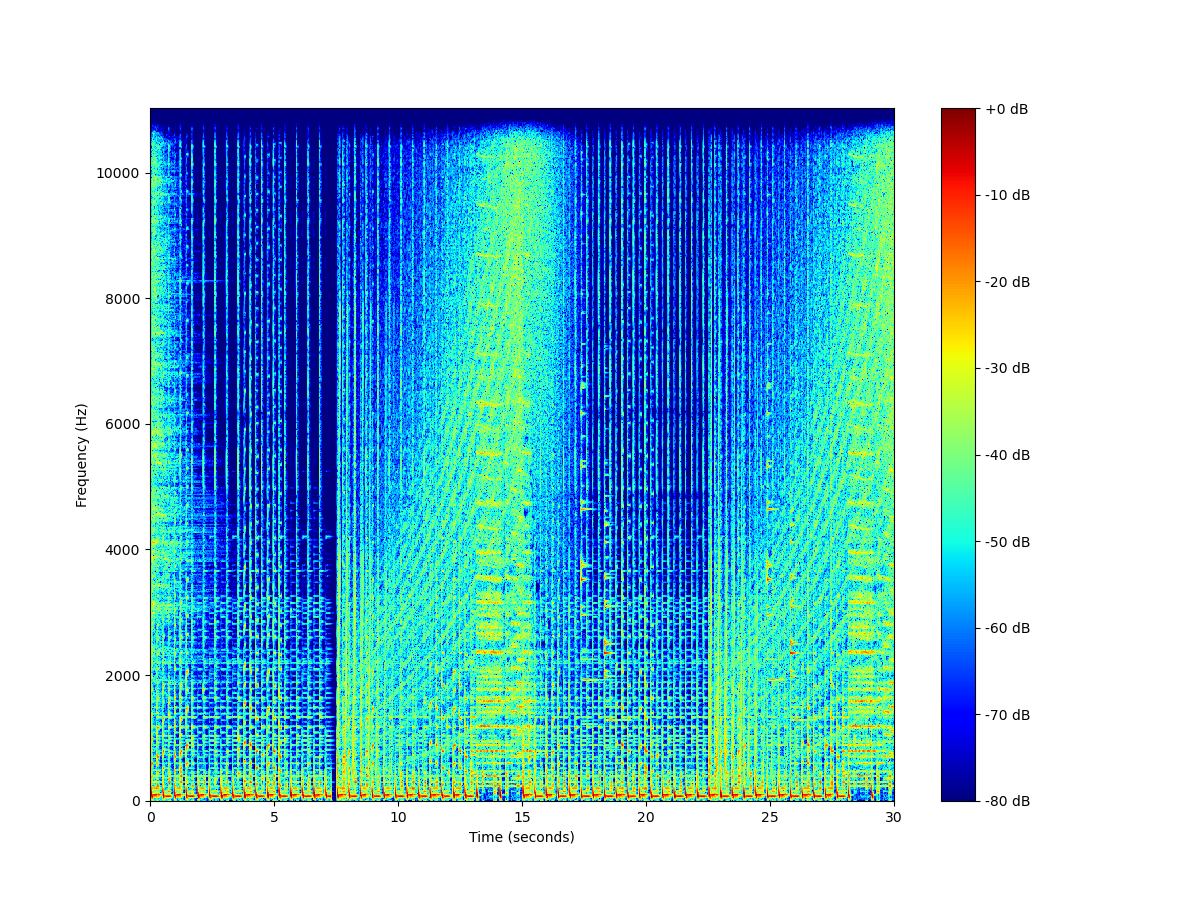 +0 dB
10000
-10 dB
8000
-20 dB
-30 dB
6000
-40 dB
Frequency (Hz)
4000
-50 dB
-60 dB
2000
-70 dB
0
-80 dB
0 5 10 15 20 25 30
Time (seconds)